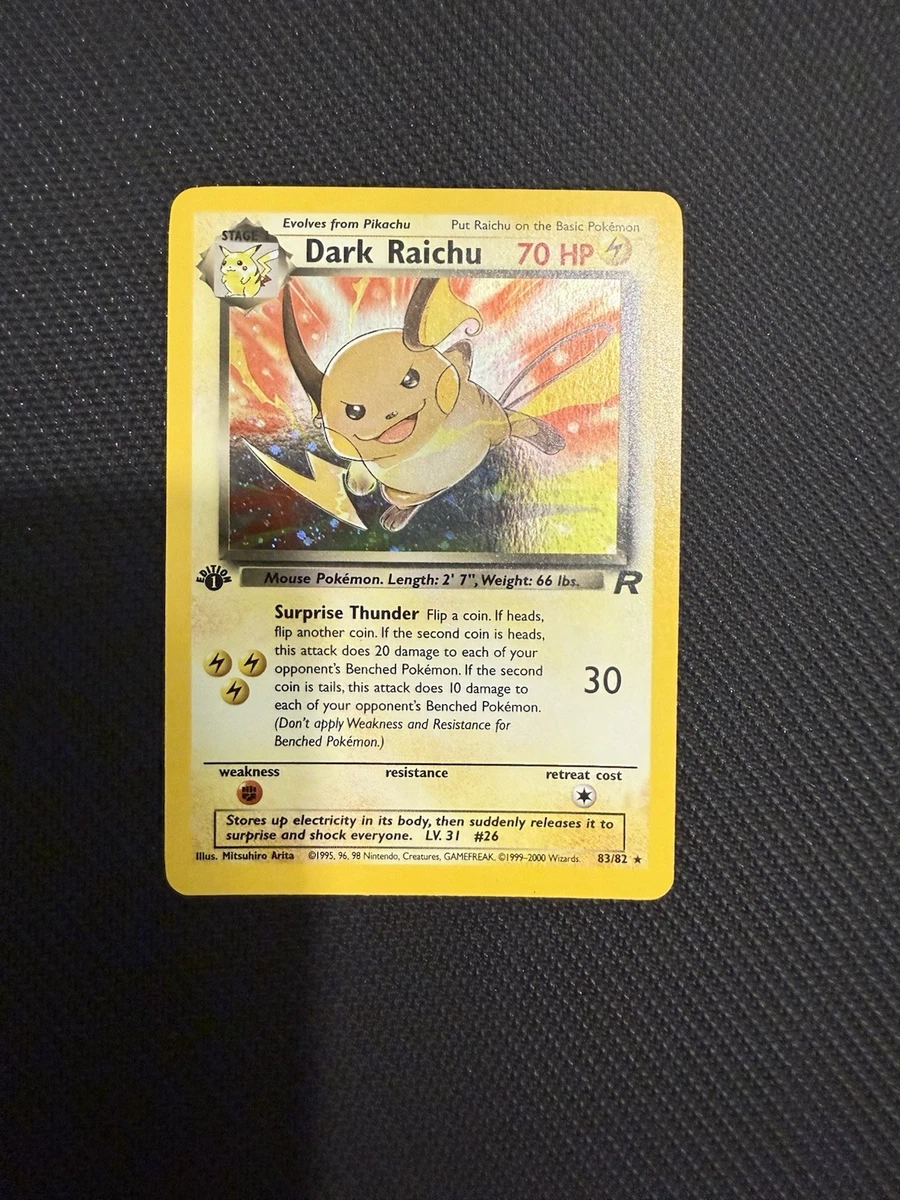 Evolves from Pikachu Put Raichu on the Basic Pokémon
STAGE
Dark Raichu 70 HP
EDITION
1
Mouse Pokémon. Length: 2' 7", Weight: 66 lbs.
R
Surprise Thunder Flip a coin. If heads,
flip another coin. If the second coin is heads,
this attack does 20 damage to each of your
opponent's Benched Pokémon. If the second
coin is tails, this attack does 10 damage to
each of your opponent's Benched Pokémon.
(Don't apply Weakness and Resistance for
Benched Pokémon.)
30
weakness resistance retreat cost
Stores up electricity in its body, then suddenly releases it to
surprise and shock everyone. LV. 31 #26
Illus. Mitsuhiro Arita ©1995, 96, 98 Nintendo, Creatures, GAMEFREAK. ©1999–2000 Wizards. 83/82 ★